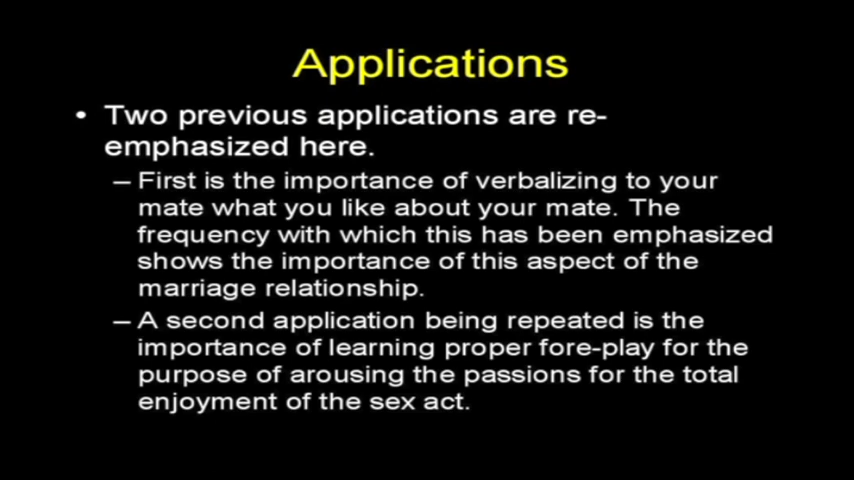 Applications
• Two previous applications are re-
emphasized here.
– First is the importance of verbalizing to your
mate what you like about your mate. The
frequency with which this has been emphasized
shows the importance of this aspect of the
marriage relationship.
– A second application being repeated is the
importance of learning proper fore-play for the
purpose of arousing the passions for the total
enjoyment of the sex act.